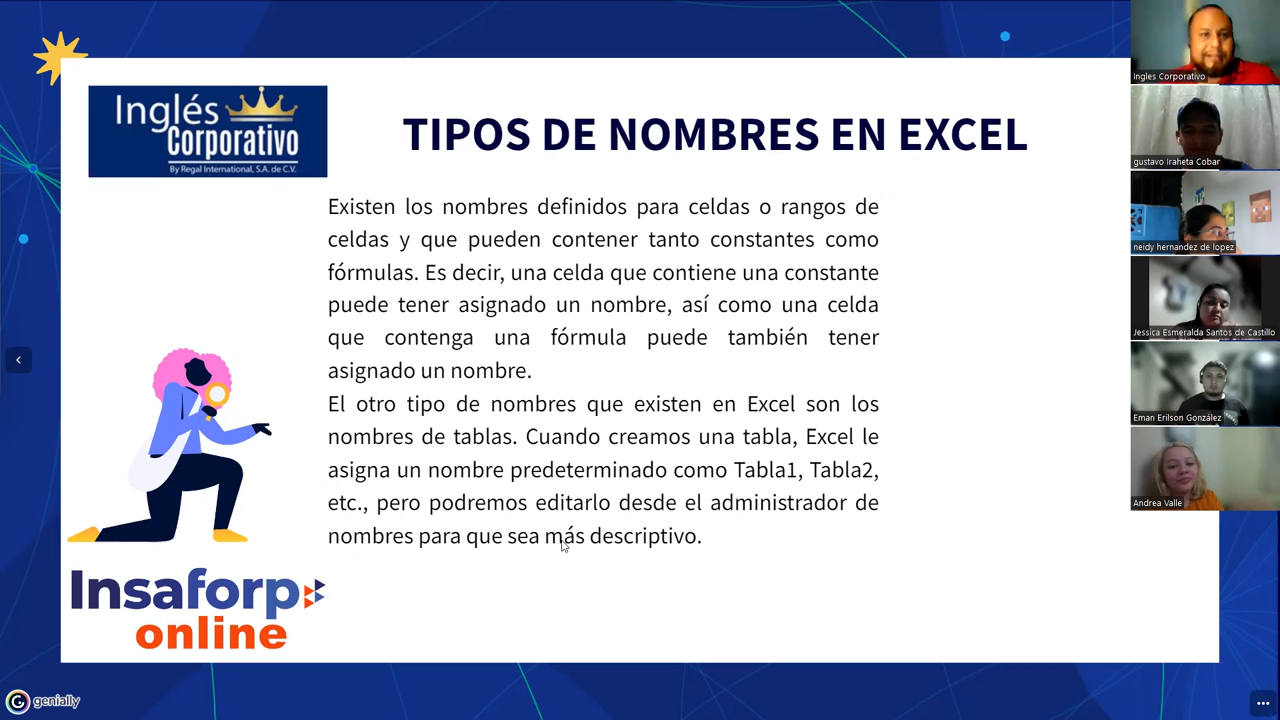 Inglés
Corporativo
By Regal International, S.A. de C.V.
TIPOS DE NOMBRES EN EXCEL
Existen los nombres definidos para celdas o rangos de
celdas y que pueden contener tanto constantes como
fórmulas. Es decir, una celda que contiene una constante
puede tener asignado un nombre, así como una celda
que contenga una fórmula puede también tener
asignado un nombre.
El otro tipo de nombres que existen en Excel son los
nombres de tablas. Cuando creamos una tabla, Excel le
asigna un nombre predeterminado como Tabla1, Tabla2,
etc., pero podremos editarlo desde el administrador de
nombres para que sea más descriptivo.
Insaforp
online
genially
Ingles Corporativo
gustavo Iraheta Cobar
neidy hernandez de lopez
Jessica Esmeralda Santos de Castillo
Eman Erilson González
Andrea Valle